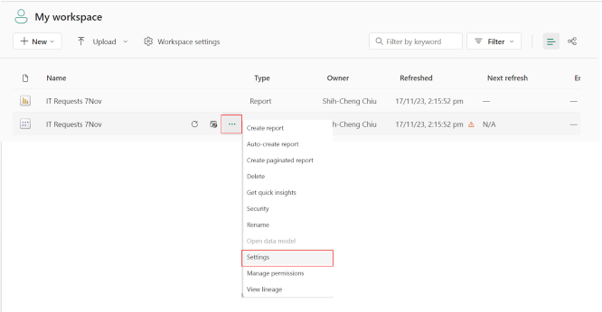 My workspace
+ New Upload Workspace settings Filter by keyword Filter
Name Type Owner Refreshed Next refresh En
IT Requests 7Nov Report Shih-Cheng Chiu 17/11/23, 2:15:52 pm — —
IT Requests 7Nov ... h-Cheng Chiu 17/11/23, 2:15:52 pm N/A —
Create report
Auto-create report
Create paginated report
Delete
Get quick insights
Security
Rename
Open data model
Settings
Manage permissions
View lineage